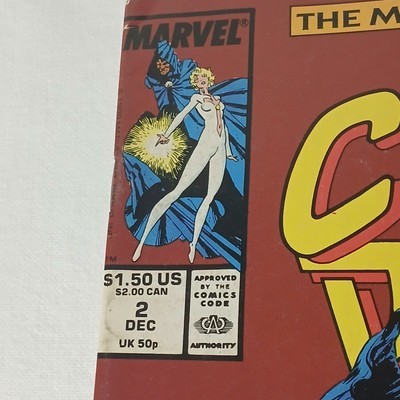 MARVEL®
THE M
C
$1.50 US
$2.00 CAN
2
DEC
UK 50p
APPROVED
BY THE
COMICS
CODE
CA
AUTHORITY
TM